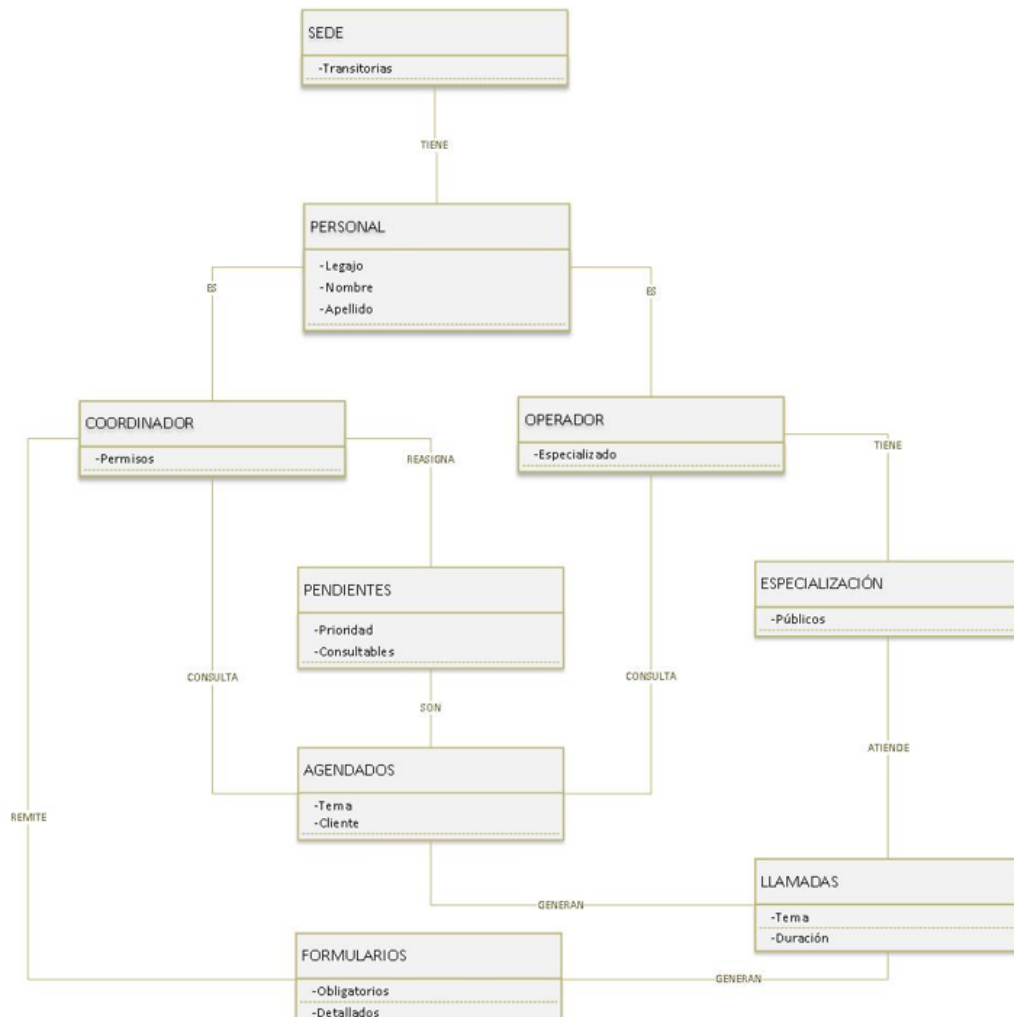 SEDE
-Transitorias
TIENE
PERSONAL
-Legajo
-Nombre
-Apellido
ES
ES
COORDINADOR
-Permisos
OPERADOR
-Especializado
REASIGNA
TIENE
PENDIENTES
-Prioridad
-Consultables
ESPECIALIZACIÓN
-Públicos
CONSULTA
CONSULTA
SON
ATIENDE
AGENDADOS
-Tema
-Cliente
REMITE
LLAMADAS
-Tema
-Duración
GENERAN
FORMULARIOS
-Obligatorios
-Detallados
GENERAN